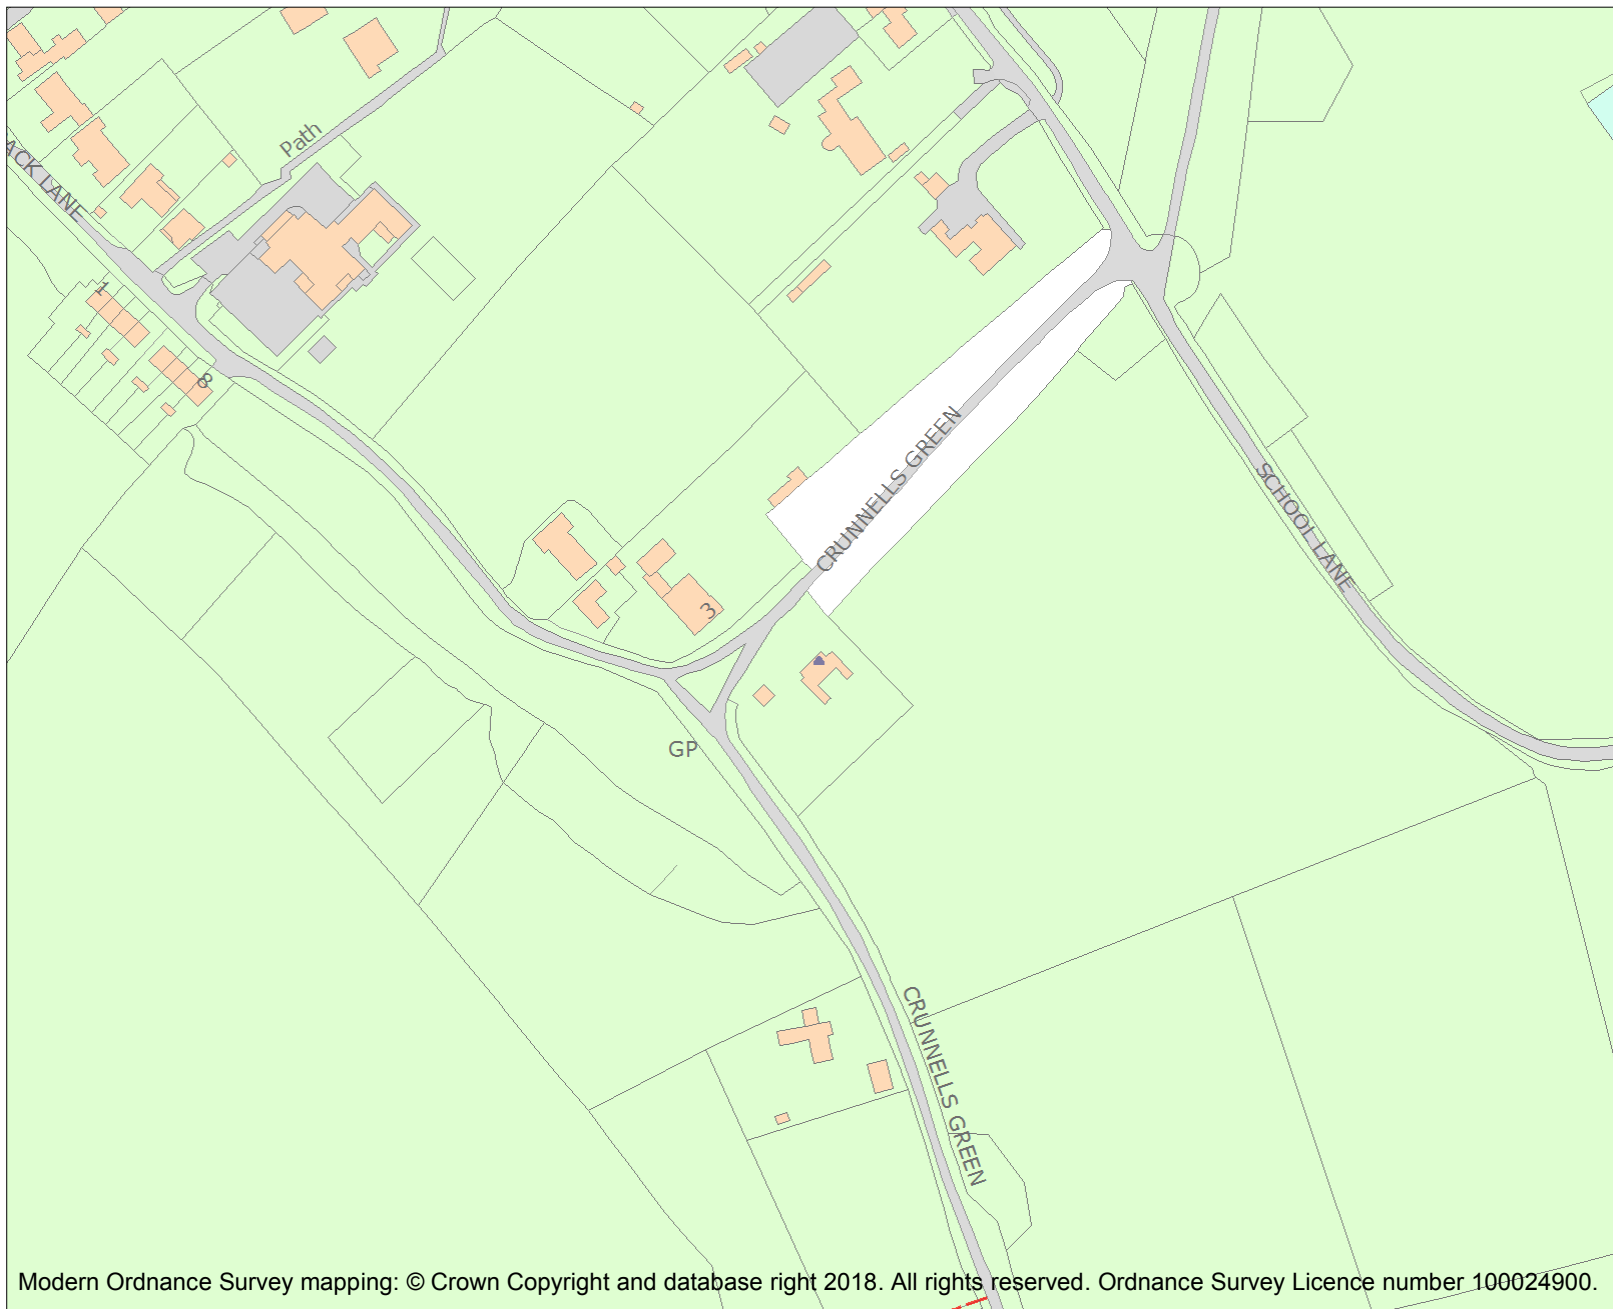 Path
ACK LANE
1
8
CRUNNELLS GREEN
SCHOOL LANE
3
GP
CRUNNELLS GREEN
Modern Ordnance Survey mapping: © Crown Copyright and database right 2018. All rights reserved. Ordnance Survey Licence number 100024900.